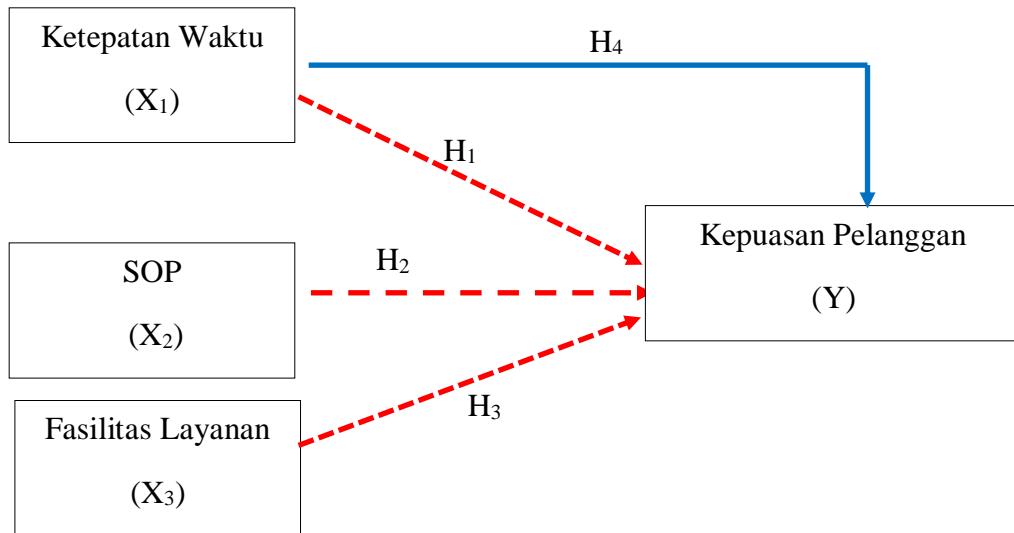 Ketepatan Waktu
(X₁)
H₄
H₁
SOP
(X₂)
H₂
Kepuasan Pelanggan
(Y)
Fasilitas Layanan
(X₃)
H₃